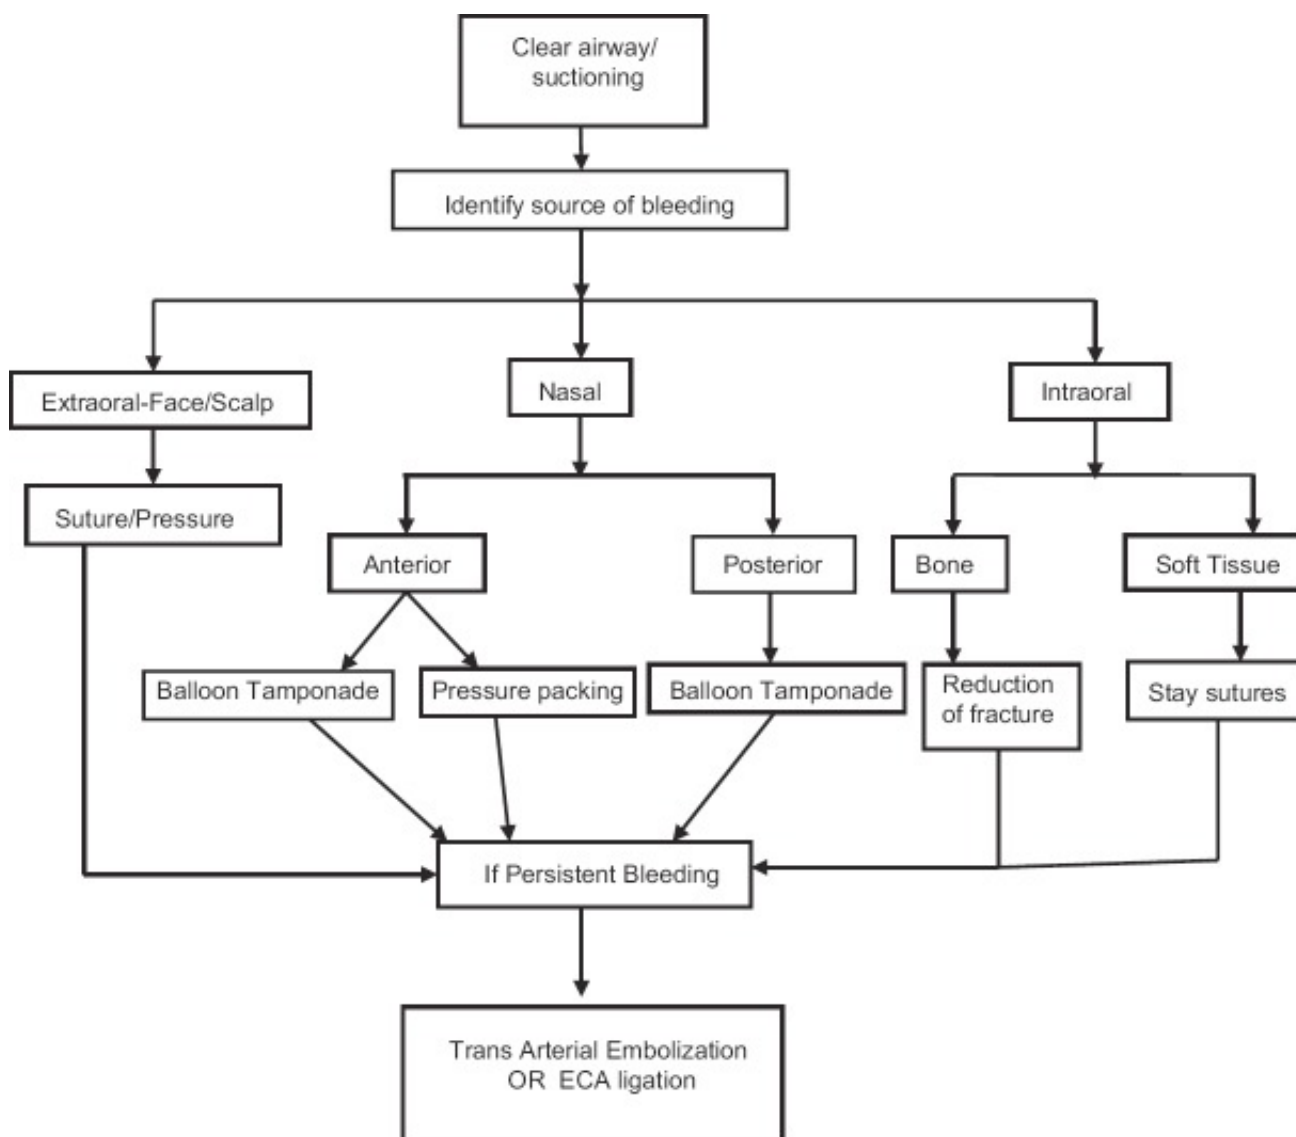 Clear airway/
suctioning
Identify source of bleeding
Extraoral-Face/Scalp
Nasal
Intraoral
Suture/Pressure
Anterior
Posterior
Bone
Soft Tissue
Balloon Tamponade
Pressure packing
Balloon Tamponade
Reduction
of fracture
Stay sutures
If Persistent Bleeding
Trans Arterial Embolization
OR ECA ligation